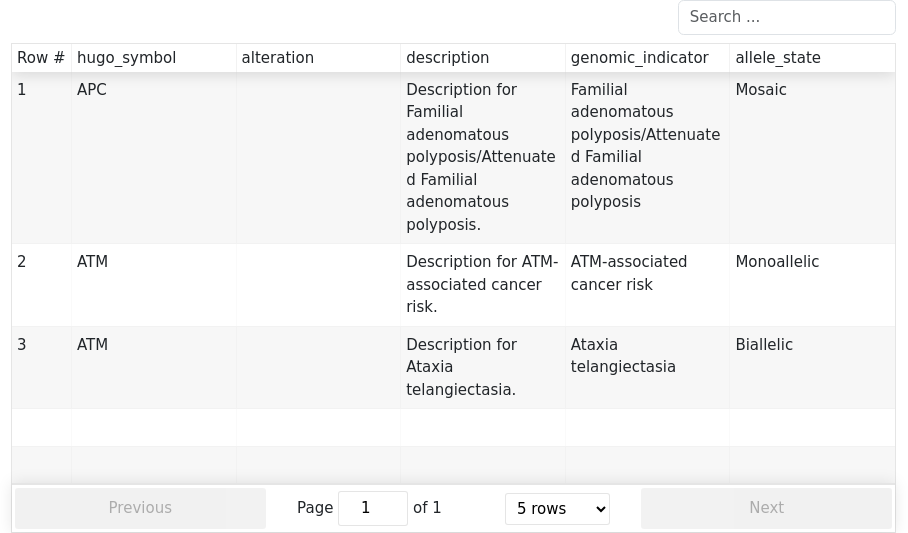 Search ...
Row # hugo_symbol alteration description genomic_indicator allele_state
1 APC Description for Familial Mosaic
Familial adenomatous
adenomatous polyposis/Attenuate
polyposis/Attenuate d Familial
d Familial adenomatous
adenomatous polyposis
polyposis.
2 ATM Description for ATM- ATM-associated Monoallelic
associated cancer cancer risk
risk.
3 ATM Description for Ataxia Biallelic
Ataxia telangiectasia
telangiectasia.
Previous Page 1 of 1 5 rows Next